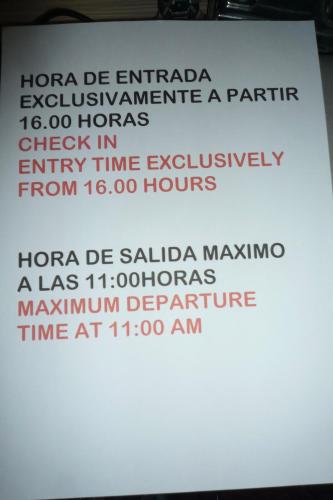 HORA DE ENTRADA
EXCLUSIVAMENTE A PARTIR
16.00 HORAS
CHECK IN
ENTRY TIME EXCLUSIVELY
FROM 16.00 HOURS
HORA DE SALIDA MAXIMO
A LAS 11:00HORAS
MAXIMUM DEPARTURE
TIME AT 11:00 AM